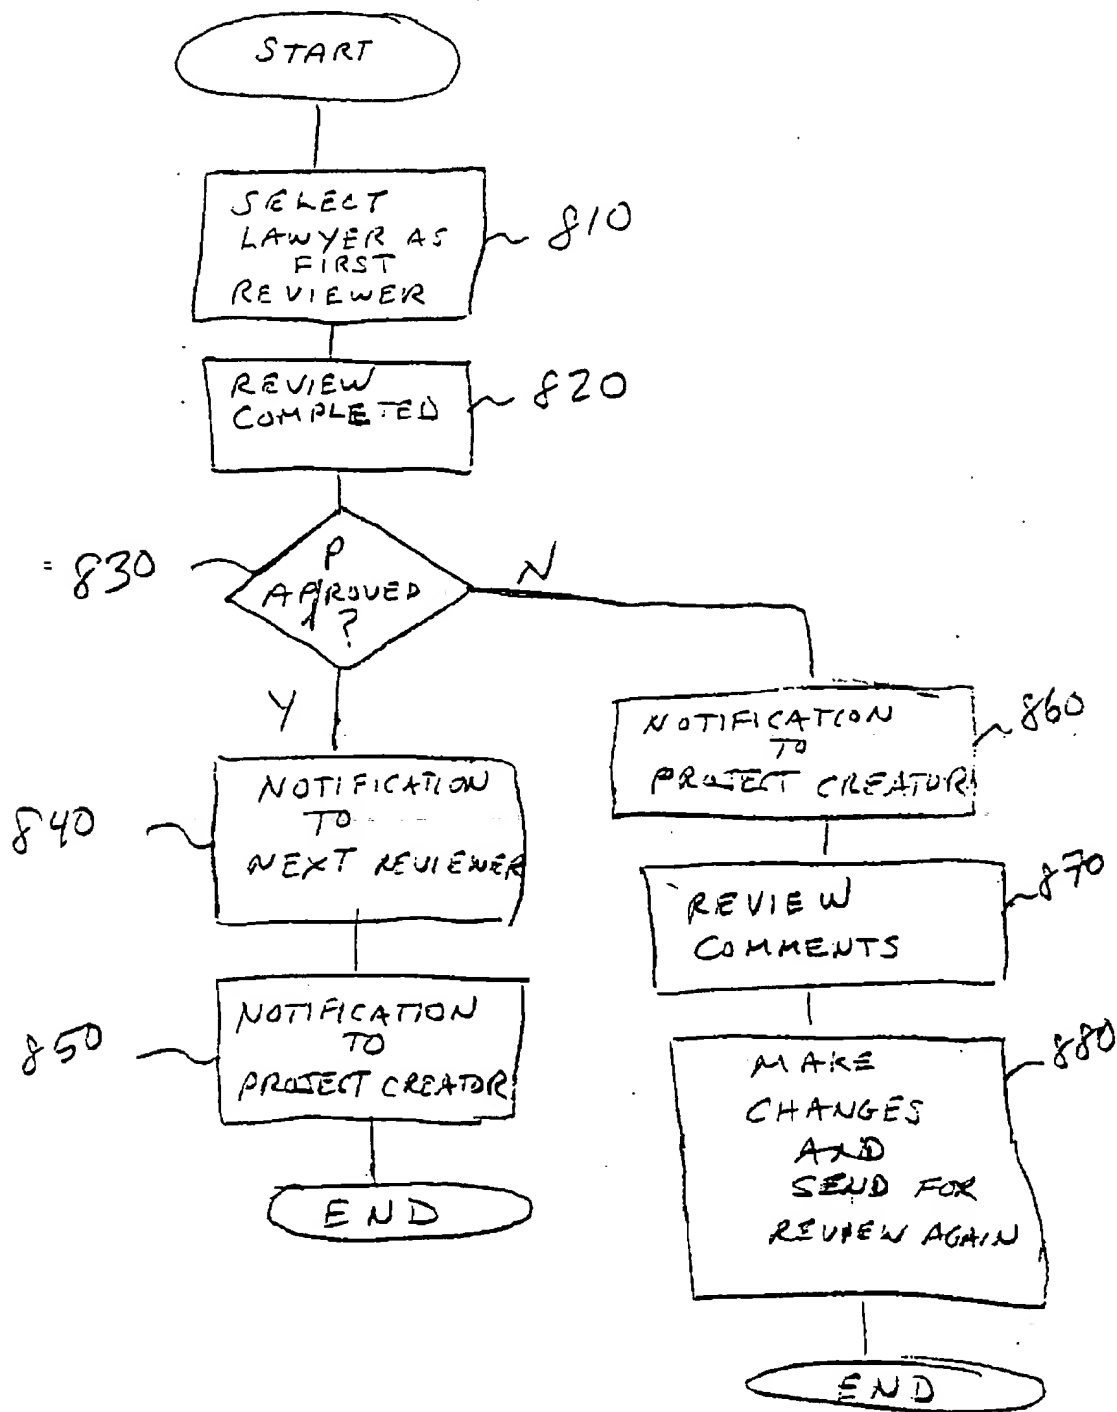 START
SELECT
LAWYER AS
FIRST
REVIEWER
810
REVIEW
COMPLETED
820
830
P
APROVED
?
N
Y
NOTIFICATION
TO
NEXT REVIEWER
840
NOTIFICATION
TO
PROJECT CREATOR
850
END
NOTIFICATION
TO
PROJECT CREATOR
860
REVIEW
COMMENTS
870
MAKE
CHANGES
AND
SEND FOR
REVIEW AGAIN
880
END